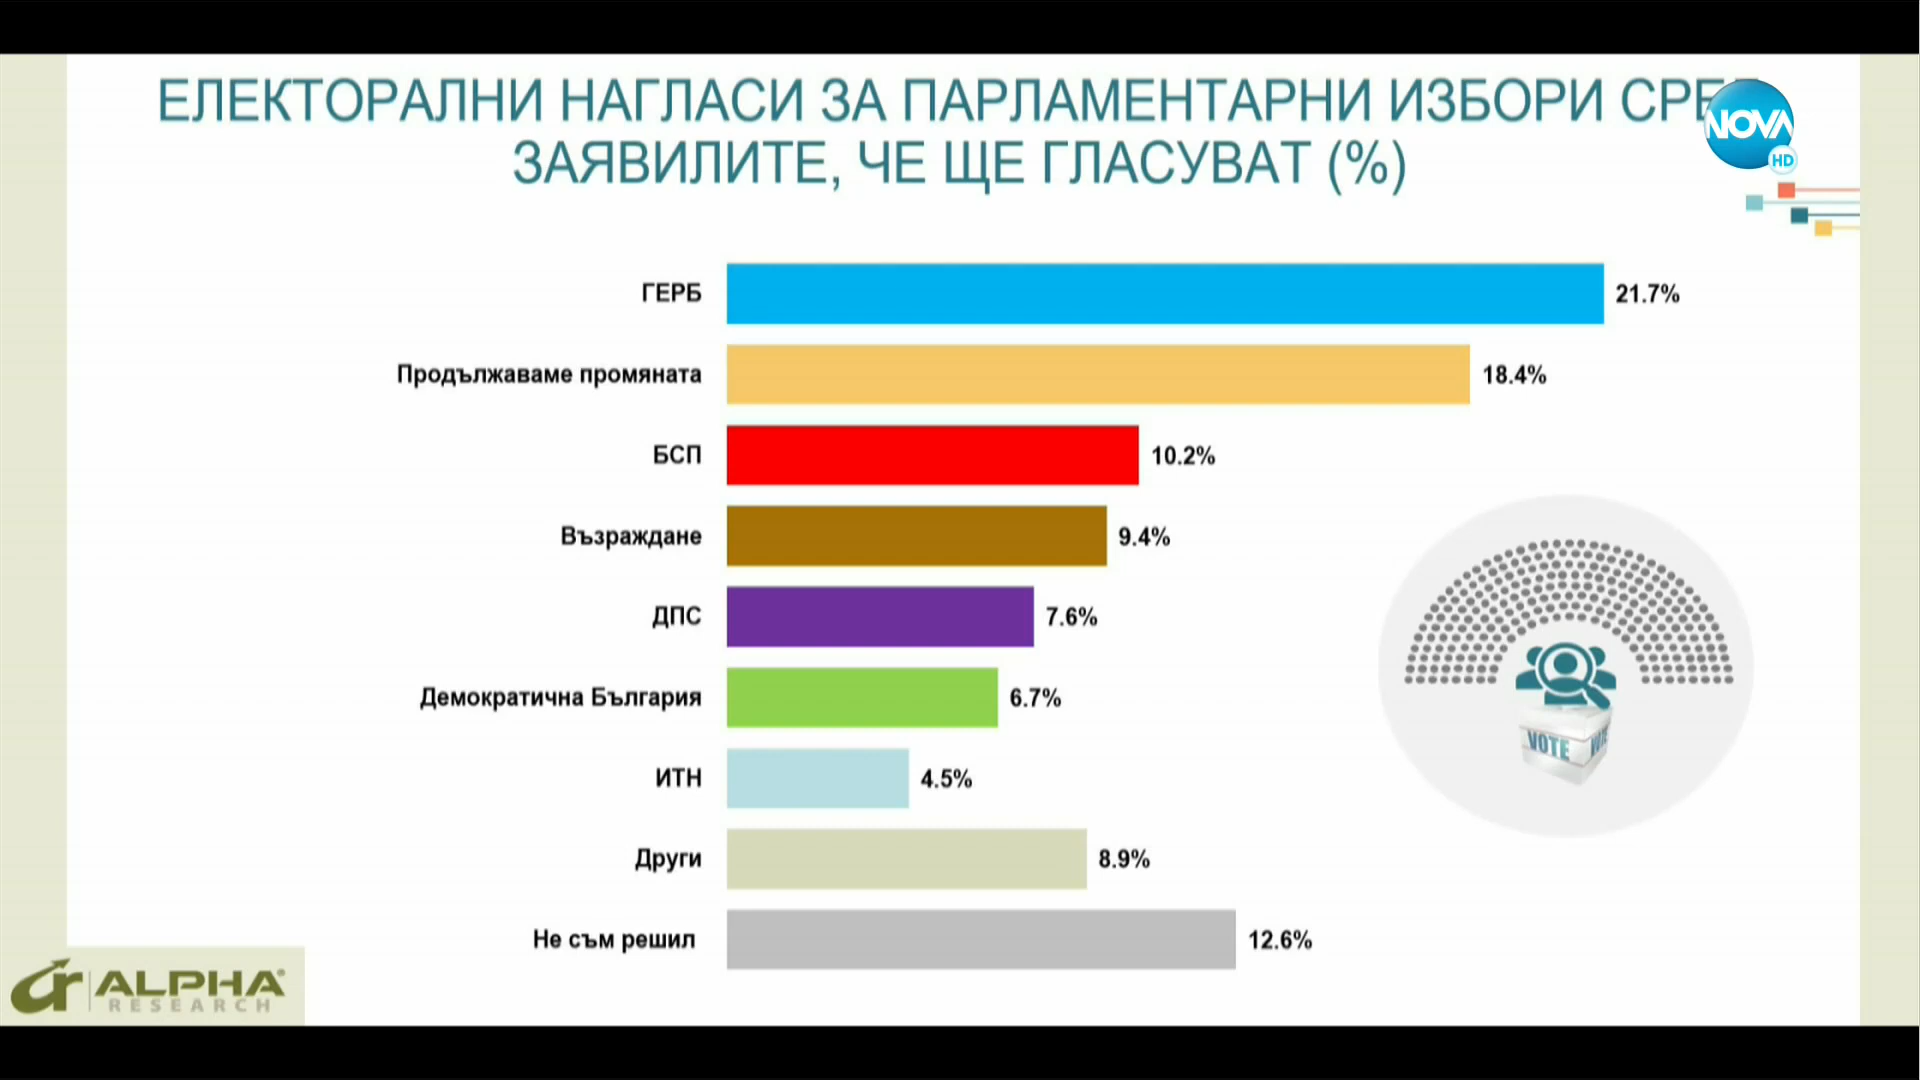 ЕЛЕКТОРАЛНИ НАГЛАСИ ЗА ПАРЛАМЕНТАРНИ ИЗБОРИ
ЗАЯВИЛИТЕ, ЧЕ ЩЕ ГЛАСУВАТ (%)
NOVA
HD
ГЕРБ 21.7%
Продължаваме промяната 18.4%
БСП 10.2%
Възраждане 9.4%
ДПС 7.6%
Демократична България 6.7%
ИТН 4.5%
Други 8.9%
Не съм решил 12.6%
VOTE VOTE
ALPHA®
RESEARCH